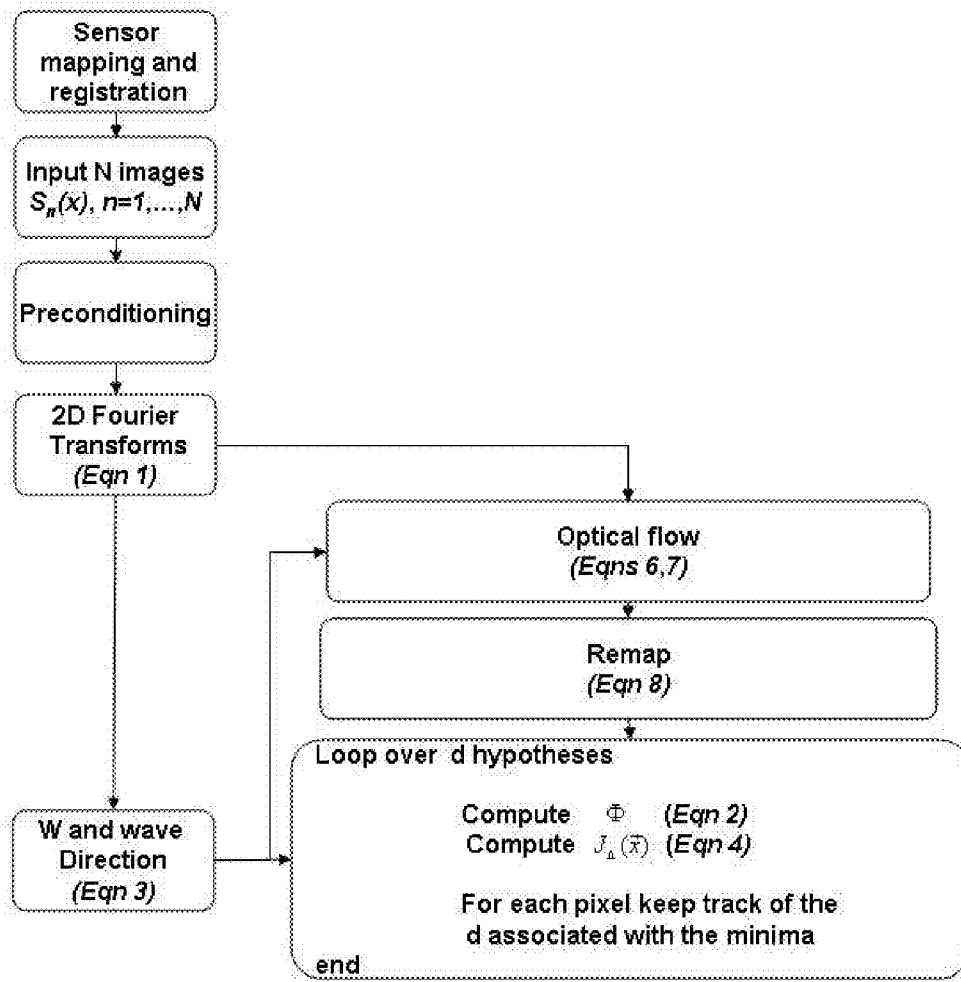 Sensor
mapping and
registration
Input N images
Sₙ(x), n=1,...,N
Preconditioning
2D Fourier
Transforms
(Eqn 1)
Optical flow
(Eqns 6,7)
Remap
(Eqn 8)
W and wave
Direction
(Eqn 3)
Loop over d hypotheses
Compute Φ (Eqn 2)
Compute J_Δ(x̄) (Eqn 4)
For each pixel keep track of the
d associated with the minima
end